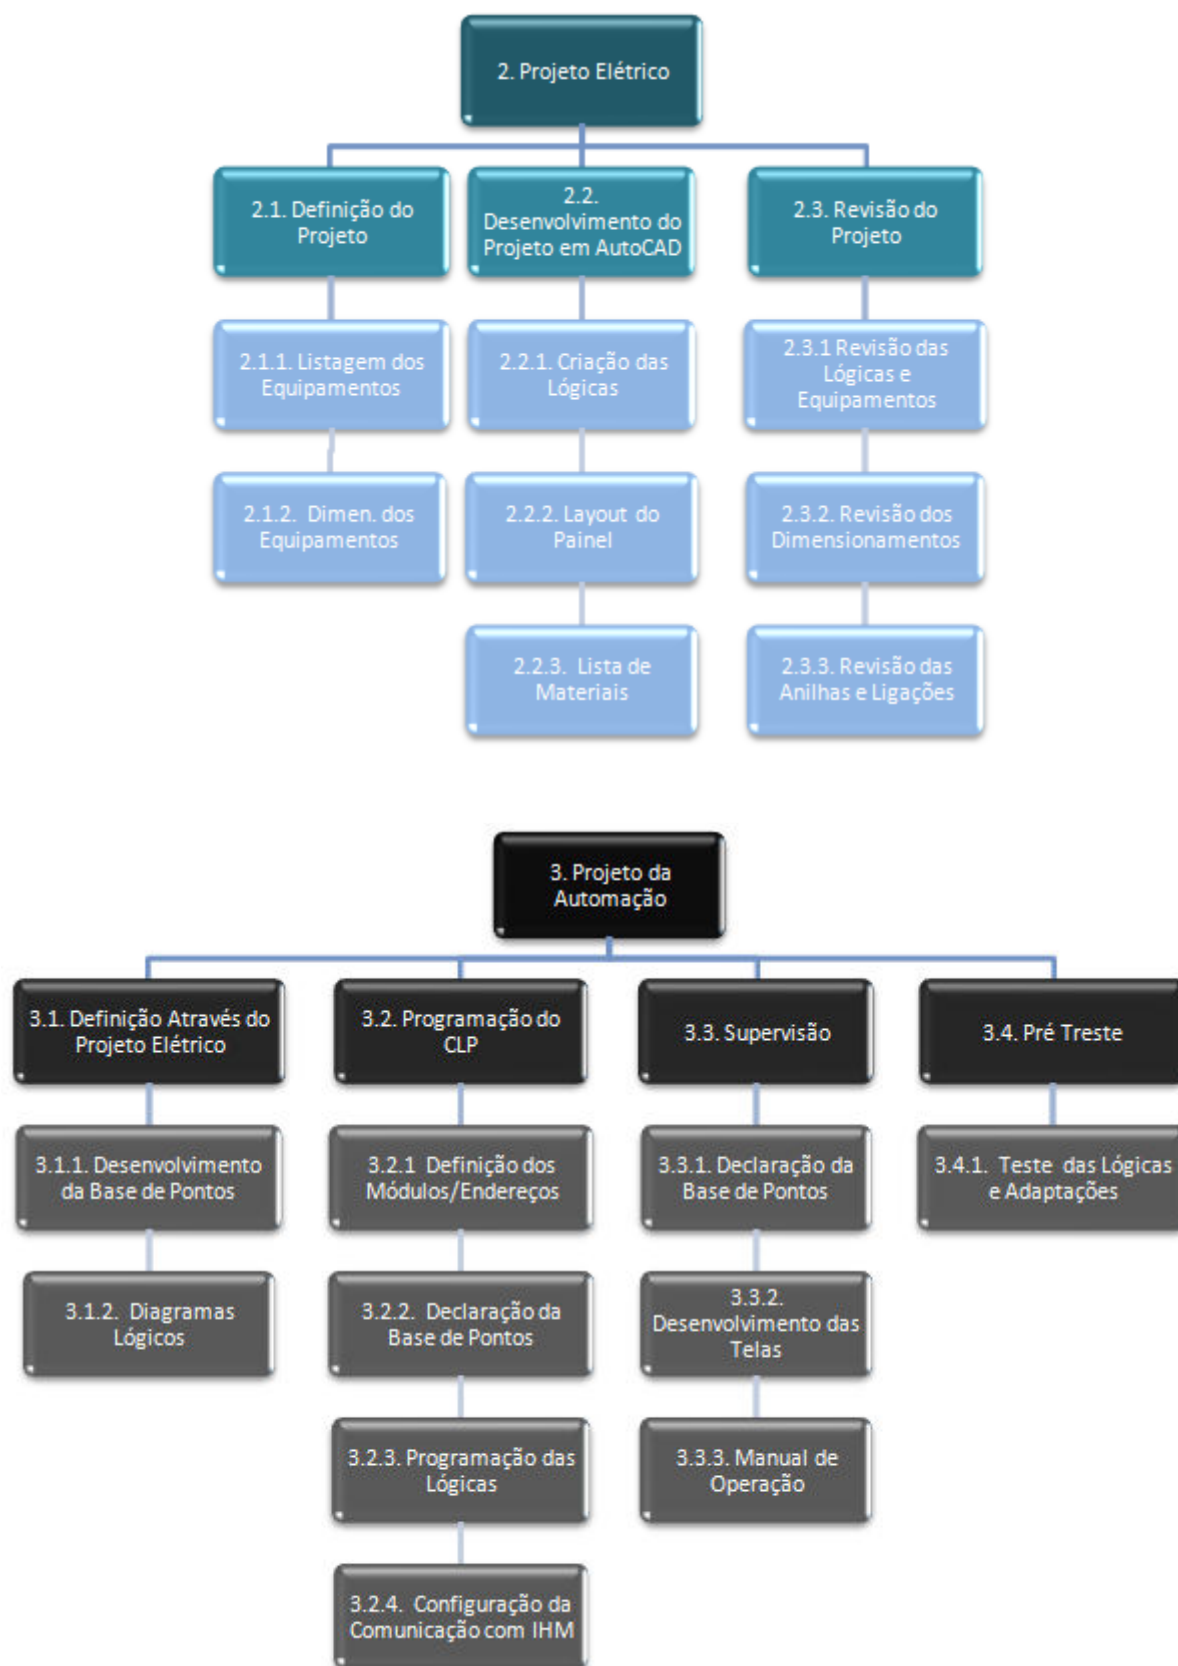 2. Projeto Elétrico
2.1. Definição do
Projeto
2.2.
Desenvolvimento do
Projeto em AutoCAD
2.3. Revisão do
Projeto
2.1.1. Listagem dos
Equipamentos
2.2.1. Criação das
Lógicas
2.3.1 Revisão das
Lógicas e
Equipamentos
2.1.2. Dimen. dos
Equipamentos
2.2.2. Layout do
Painel
2.3.2. Revisão dos
Dimensionamentos
2.2.3. Lista de
Materiais
2.3.3. Revisão das
Anilhas e Ligações
3. Projeto da
Automação
3.1. Definição Através do
Projeto Elétrico
3.2. Programação do
CLP
3.3. Supervisão
3.4. Pré Treste
3.1.1. Desenvolvimento
da Base de Pontos
3.2.1 Definição dos
Módulos/Endereços
3.3.1. Declaração da
Base de Pontos
3.4.1. Teste das Lógicas
e Adaptações
3.1.2. Diagramas
Lógicos
3.2.2. Declaração da
Base de Pontos
3.3.2.
Desenvolvimento das
Telas
3.2.3. Programação das
Lógicas
3.3.3. Manual de
Operação
3.2.4. Configuração da
Comunicação com IHM